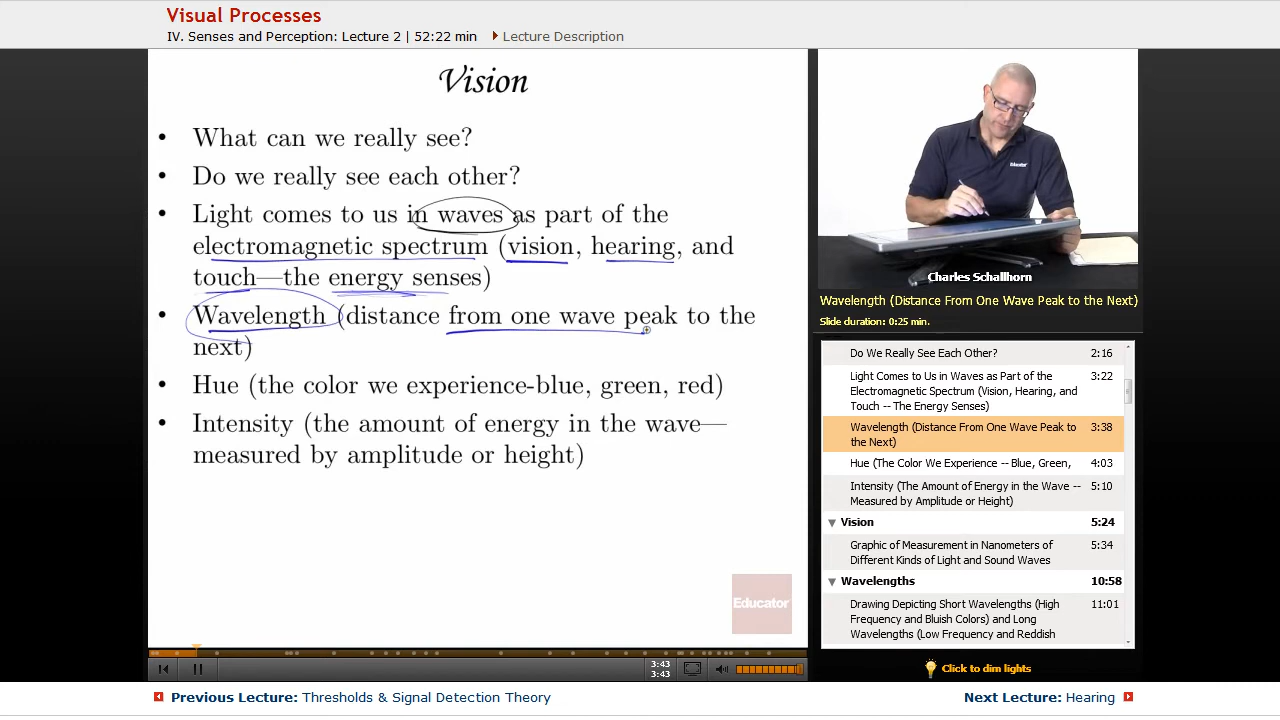 Visual Processes
IV. Senses and Perception: Lecture 2 | 52:22 min
Lecture Description
Vision
• What can we really see?
• Do we really see each other?
• Light comes to us in waves as part of the
electromagnetic spectrum (vision, hearing, and
touch—the energy senses)
• Wavelength (distance from one wave peak to the
next)
• Hue (the color we experience-blue, green, red)
• Intensity (the amount of energy in the wave—
measured by amplitude or height)
Educator
3:43
3:43
Educator
Charles Schallhorn
Wavelength (Distance From One Wave Peak to the Next)
Slide duration: 0:25 min.
Do We Really See Each Other? 2:16
Light Comes to Us in Waves as Part of the 3:22
Electromagnetic Spectrum (Vision, Hearing, and
Touch -- The Energy Senses)
Wavelength (Distance From One Wave Peak to 3:38
the Next)
Hue (The Color We Experience -- Blue, Green, 4:03
Intensity (The Amount of Energy in the Wave -- 5:10
Measured by Amplitude or Height)
Vision 5:24
Graphic of Measurement in Nanometers of 5:34
Different Kinds of Light and Sound Waves
Wavelengths 10:58
Drawing Depicting Short Wavelengths (High 11:01
Frequency and Bluish Colors) and Long
Wavelengths (Low Frequency and Reddish
Click to dim lights
Previous Lecture: Thresholds & Signal Detection Theory
Next Lecture: Hearing